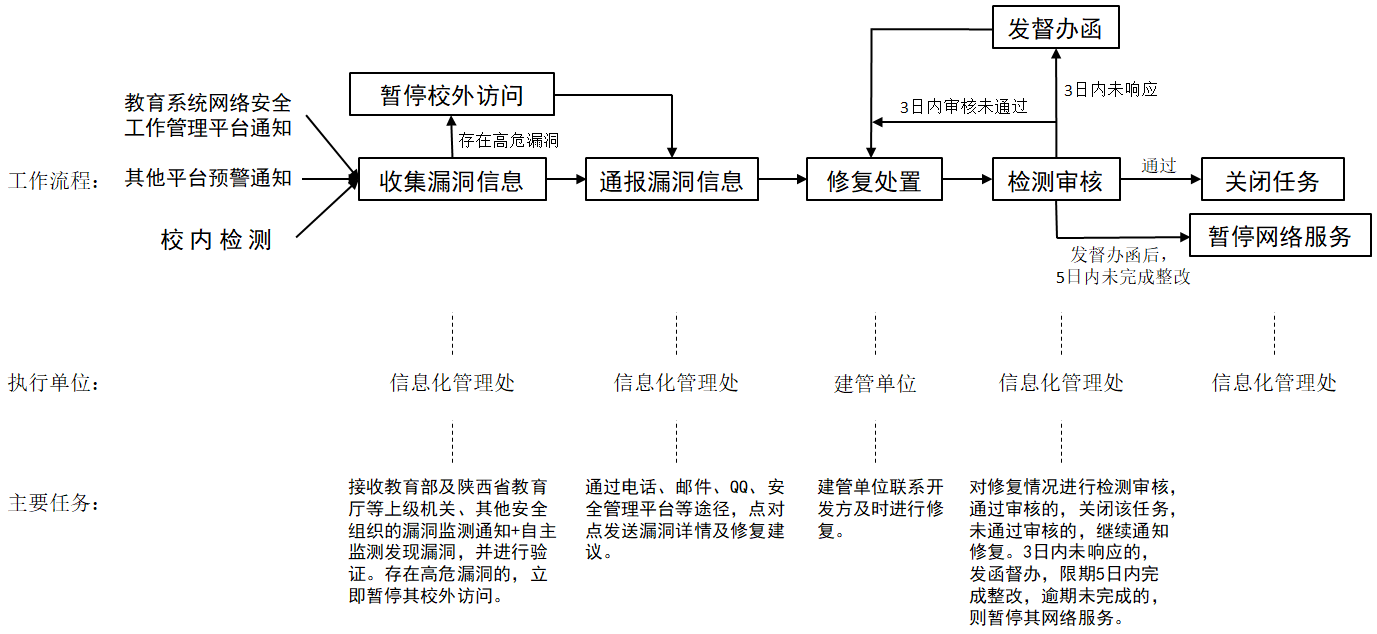 发督办函
教育系统网络安全
工作管理平台通知
暂停校外访问
3日内审核未通过
3日内未响应
存在高危漏洞
工作流程：
其他平台预警通知
收集漏洞信息
通报漏洞信息
修复处置
检测审核
通过
关闭任务
校内检测
暂停网络服务
发督办函后，
5日内未完成整改
执行单位：
信息化管理处
信息化管理处
建管单位
信息化管理处
信息化管理处
主要任务：
接收教育部及陕西省教育
厅等上级机关、其他安全
组织的漏洞监测通知+自主
监测发现漏洞，并进行验
证。存在高危漏洞的，立
即暂停其校外访问。
通过电话、邮件、QQ、安
全管理平台等途径，点对
点发送漏洞详情及修复建
议。
建管单位联系开
发方及时进行修
复。
对修复情况进行检测审核，
通过审核的，关闭该任务，
未通过审核的，继续通知
修复。3日内未响应的，
发函督办，限期5日内完
成整改，逾期未完成的，
则暂停其网络服务。